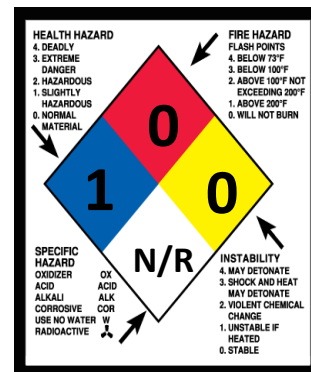 HEALTH HAZARD
4. DEADLY
3. EXTREME
DANGER
2. HAZARDOUS
1. SLIGHTLY
HAZARDOUS
0. NORMAL
MATERIAL
FIRE HAZARD
FLASH POINTS
4. BELOW 73°F
3. BELOW 100°F
2. ABOVE 100°F NOT
EXCEEDING 200°F
1. ABOVE 200°F
0. WILL NOT BURN
0
1
0
N/R
SPECIFIC
HAZARD
OXIDIZER OX
ACID ACID
ALKALI ALK
CORROSIVE COR
USE NO WATER W
RADIOACTIVE
INSTABILITY
4. MAY DETONATE
3. SHOCK AND HEAT
MAY DETONATE
2. VIOLENT CHEMICAL
CHANGE
1. UNSTABLE IF
HEATED
0. STABLE